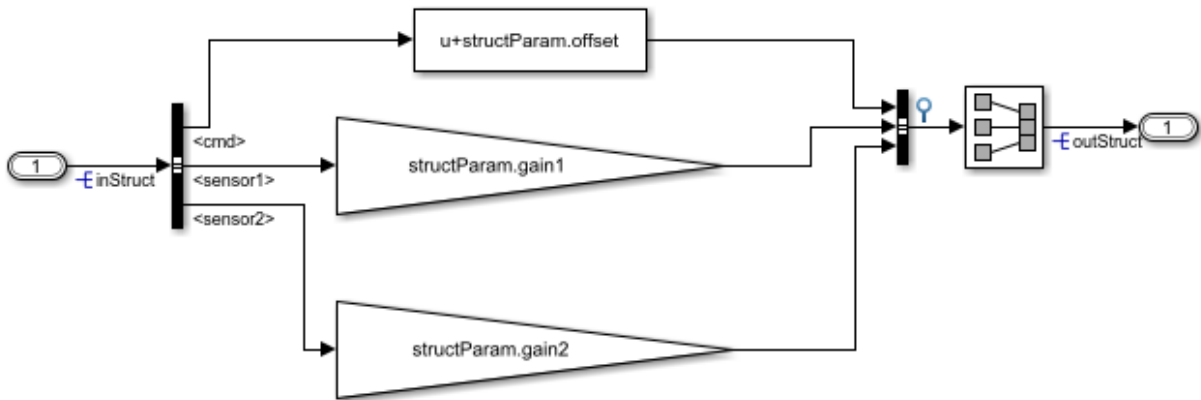 u+structParam.offset
<cmd>
structParam.gain1
1
inStruct
<sensor1>
<sensor2>
outStruct
1
structParam.gain2